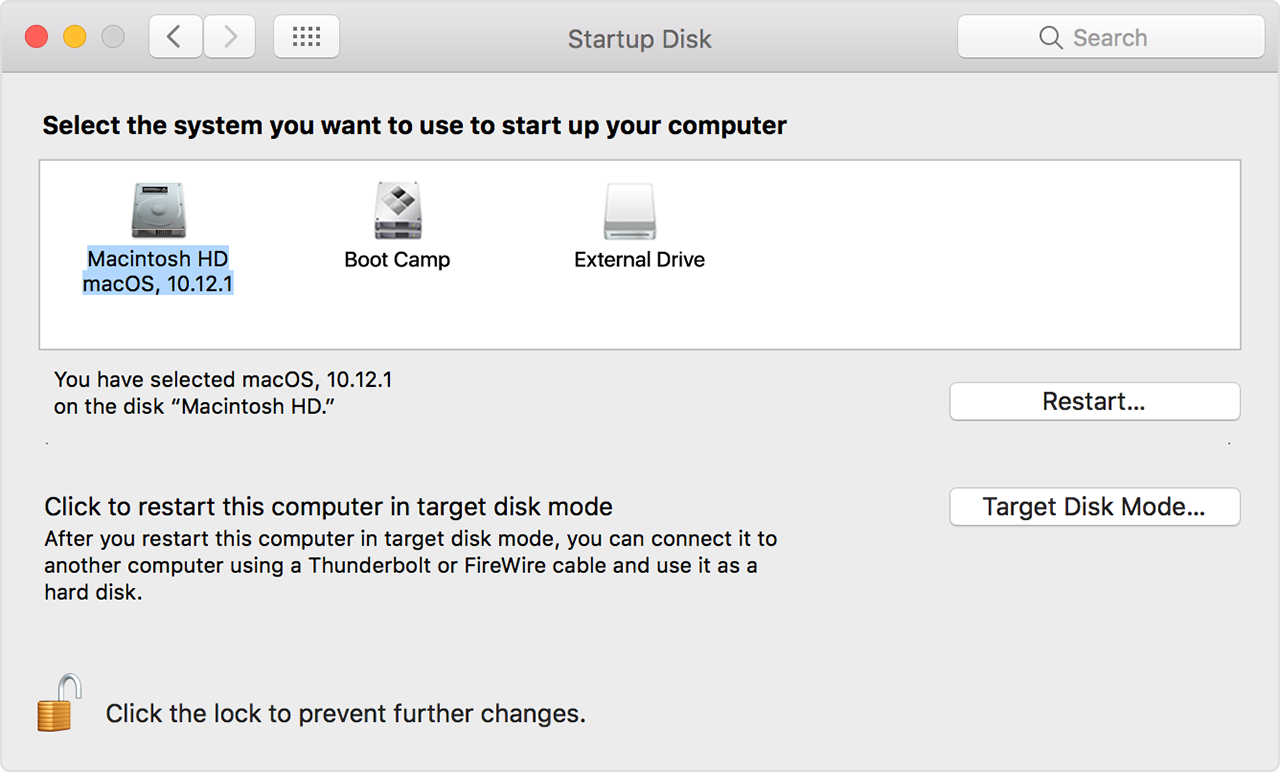 Startup Disk
Search
Select the system you want to use to start up your computer
Macintosh HD
macOS, 10.12.1
Boot Camp
External Drive
You have selected macOS, 10.12.1
on the disk “Macintosh HD.”
Restart...
Click to restart this computer in target disk mode
Target Disk Mode...
After you restart this computer in target disk mode, you can connect it to
another computer using a Thunderbolt or FireWire cable and use it as a
hard disk.
Click the lock to prevent further changes.